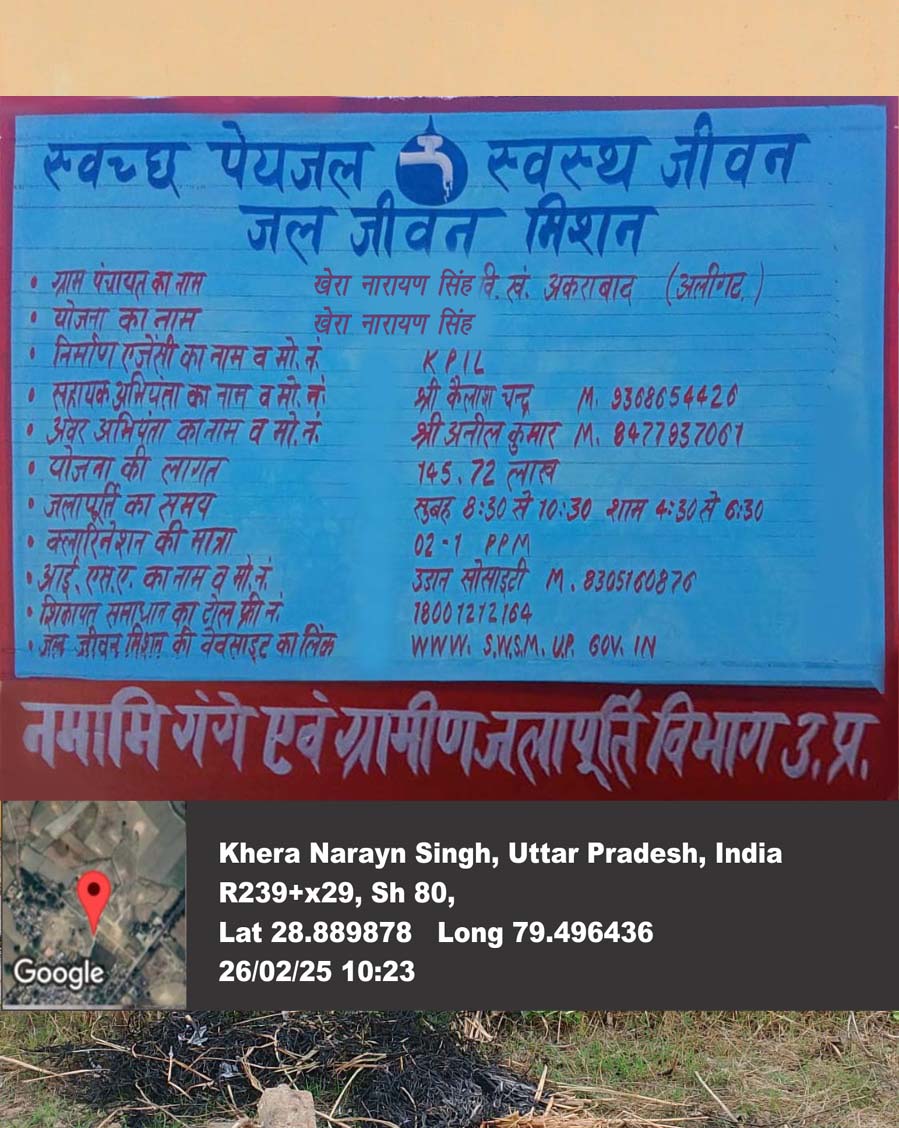 स्वच्छ पेयजल स्वस्थ जीवन
जल जीवन मिशन
• ग्राम पंचायत का नाम खेरा नारायण सिंह वि. खं. अकराबाद (अलीगढ़)
• योजना का नाम खेरा नारायण सिंह
• निर्माण एजेंसी का नाम व मो. नं. KPIL
• सहायक अभियंता का नाम व मो. नं. श्री कैलाश चन्द्र M. 9368654426
• अवर अभियंता का नाम व मो. नं. श्री अनील कुमार M. 8477837061
• योजना की लागत 145.72 लाख
• जलापूर्ति का समय सुबह 8:30 से 10:30 शाम 4:30 से 6:30
• क्लारिनेशन की मात्रा 02-1 PPM
• आई. एस. ए. का नाम व मो. नं. उडान सोसाइटी M. 8305160876
• शिकायत समाधान का टोल फ्री नं. 18001212164
• जल जीवन मिशन की वेबसाइट का लिंक WWW. S.W.S.M. U.P. GOV. IN
नमामि गंगे एवं ग्रामीण जलापूर्ति विभाग उ. प्र.
Khera Narayn Singh, Uttar Pradesh, India
R239+x29, Sh 80,
Lat 28.889878 Long 79.496436
26/02/25 10:23
Google